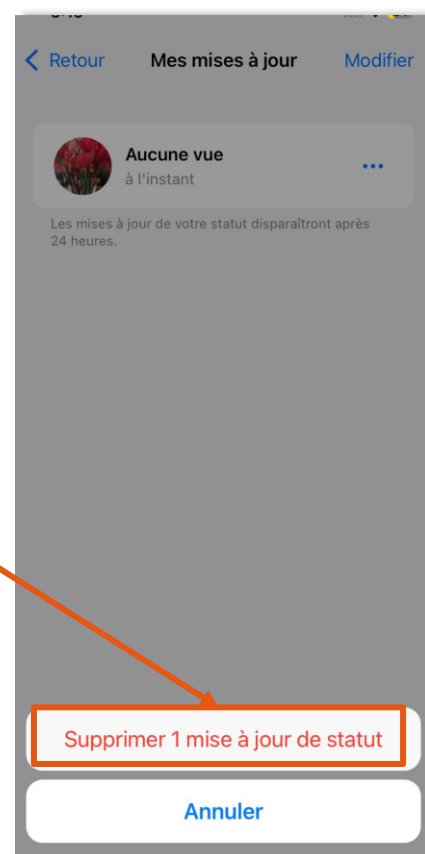 Retour Mes mises à jour Modifier
Aucune vue
à l'instant
Les mises à jour de votre statut disparaîtront après
24 heures.
Supprimer 1 mise à jour de statut
Annuler